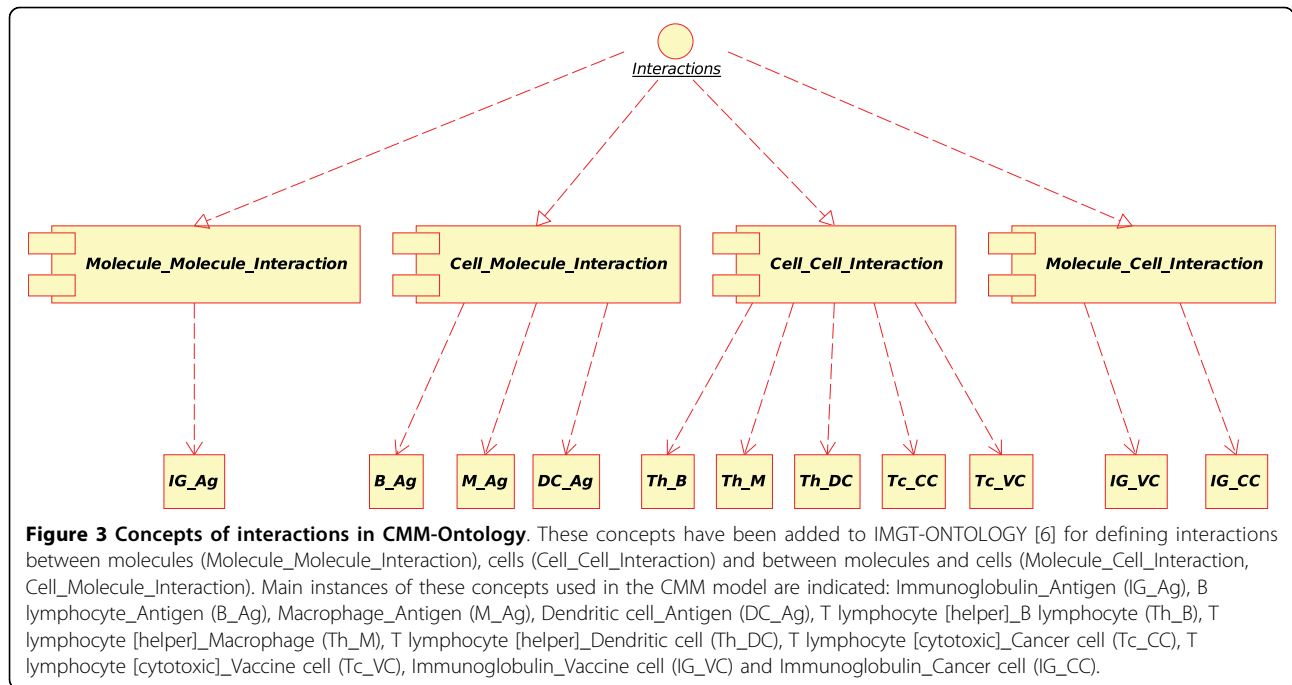 Interactions
Molecule_Molecule_Interaction
Cell_Molecule_Interaction
Cell_Cell_Interaction
Molecule_Cell_Interaction
IG_Ag
B_Ag
M_Ag
DC_Ag
Th_B
Th_M
Th_DC
Tc_CC
Tc_VC
IG_VC
IG_CC
Figure 3 Concepts of interactions in CMM-Ontology. These concepts have been added to IMGT-ONTOLOGY [6] for defining interactions
between molecules (Molecule_Molecule_Interaction), cells (Cell_Cell_Interaction) and between molecules and cells (Molecule_Cell_Interaction,
Cell_Molecule_Interaction). Main instances of these concepts used in the CMM model are indicated: Immunoglobulin_Antigen (IG_Ag), B
lymphocyte_Antigen (B_Ag), Macrophage_Antigen (M_Ag), Dendritic cell_Antigen (DC_Ag), T lymphocyte [helper]_B lymphocyte (Th_B), T
lymphocyte [helper]_Macrophage (Th_M), T lymphocyte [helper]_Dendritic cell (Th_DC), T lymphocyte [cytotoxic]_Cancer cell (Tc_CC), T
lymphocyte [cytotoxic]_Vaccine cell (Tc_VC), Immunoglobulin_Vaccine cell (IG_VC) and Immunoglobulin_Cancer cell (IG_CC).